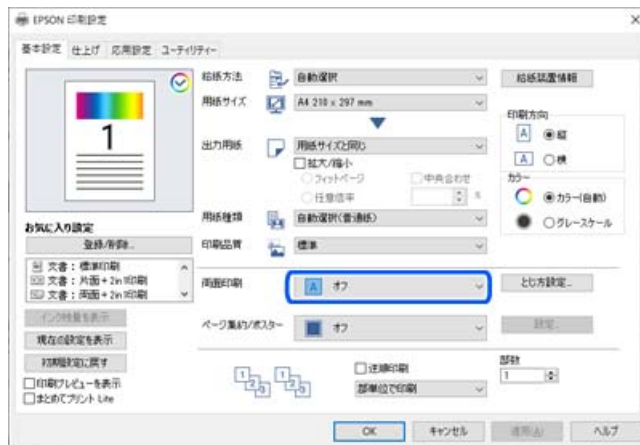 EPSON 印刷設定
基本設定 仕上げ 応用設定 ユーティリティー
給紙方法 自動選択 給紙装置情報
用紙サイズ A4 210 x 297 mm
印刷方向
縦
横
出力用紙 用紙サイズと同じ
拡大/縮小
フィットページ 中央合わせ
任意倍率 %
カラー
カラー(自動)
グレースケール
用紙種類 自動選択(普通紙)
印刷品質 標準
1
お気に入り設定
登録/削除...
文書：標準印刷
文書：片面+2in1印刷
文書：両面+2in1印刷
両面印刷 A オフ とじ方設定...
インク残量を表示
現在の設定を表示
初期設定に戻す
印刷プレビューを表示
まとめてプリント Lite
ページ集約/ポスター オフ 設定...
1 2 3 1 2 3
逆順印刷
部単位で印刷
部数
1
OK キャンセル 適用(A) ヘルプ